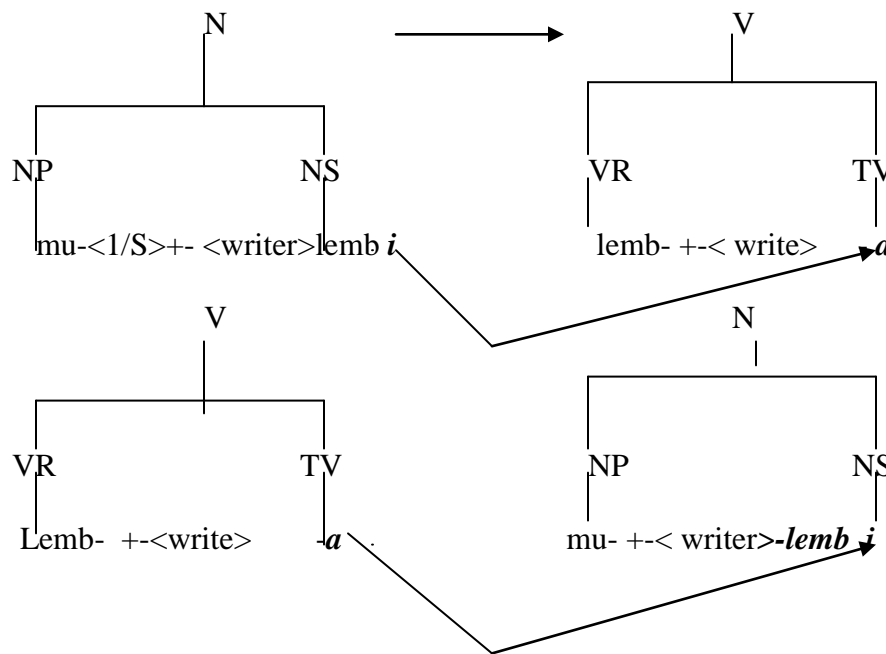 N V
NP NS VR TV
mu-<1/S>+- <writer>lemb i lemb- +-< write> -a
V N
VR TV NP NS
Lemb- +-<write> -a mu- +-< writer>-lemb i